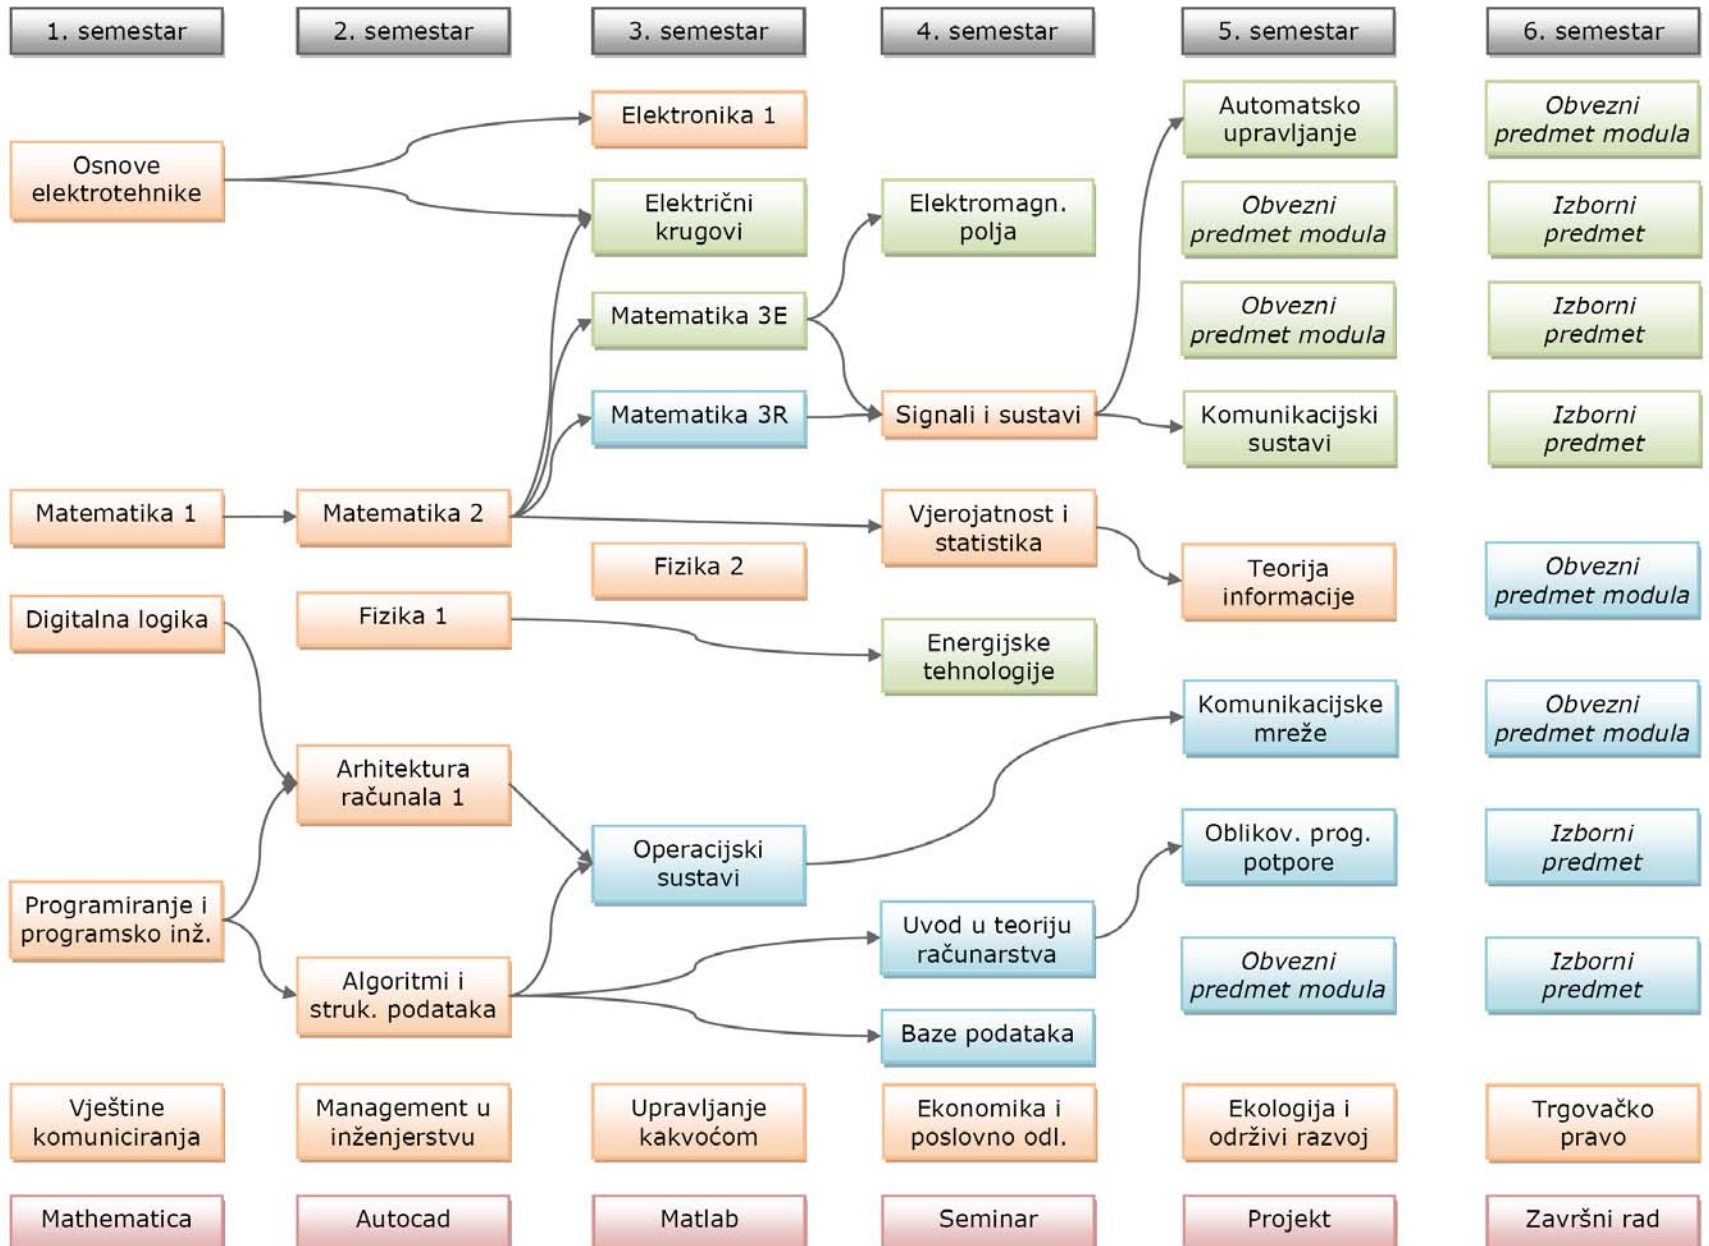 1. semestar
2. semestar
3. semestar
4. semestar
5. semestar
6. semestar
Osnove
elektrotehnike
Matematika 1
Digitalna logika
Programiranje i
programsko inž.
Vještine
komuniciranja
Mathematica
Matematika 2
Fizika 1
Arhitektura
računala 1
Algoritmi i
struk. podataka
Management u
inženjerstvu
Autocad
Elektronika 1
Električni
krugovi
Matematika 3E
Matematika 3R
Fizika 2
Operacijski
sustavi
Upravljanje
kakvoćom
Matlab
Elektromagn.
polja
Signali i sustavi
Vjerojatnost i
statistika
Energijske
tehnologije
Uvod u teoriju
računarstva
Baze podataka
Ekonomika i
poslovno odl.
Seminar
Automatsko
upravljanje
Obvezni
predmet modula
Obvezni
predmet modula
Komunikacijski
sustavi
Teorija
informacije
Komunikacijske
mreže
Oblikov. prog.
potpore
Obvezni
predmet modula
Ekologija i
održivi razvoj
Projekt
Obvezni
predmet modula
Izborni
predmet
Izborni
predmet
Izborni
predmet
Obvezni
predmet modula
Obvezni
predmet modula
Izborni
predmet
Izborni
predmet
Trgovačko
pravo
Završni rad